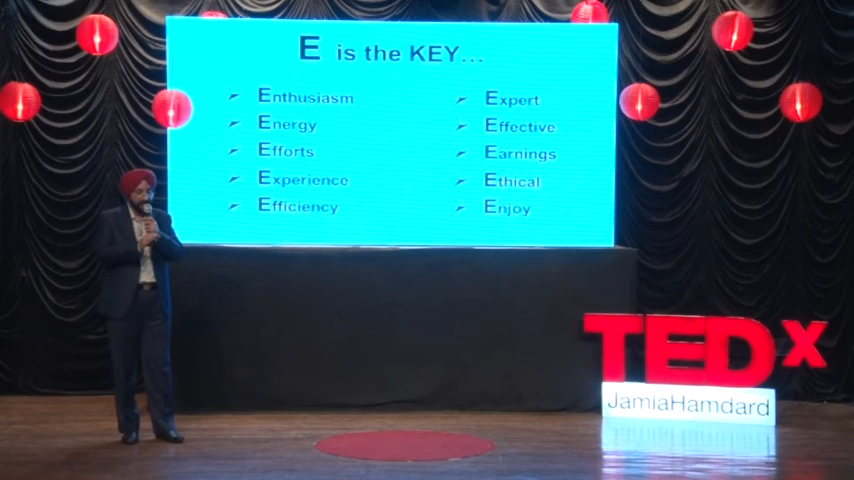 E is the KEY...
Enthusiasm
Energy
Efforts
Experience
Efficiency
Expert
Effective
Earnings
Ethical
Enjoy
TEDx
JamiaHamdard